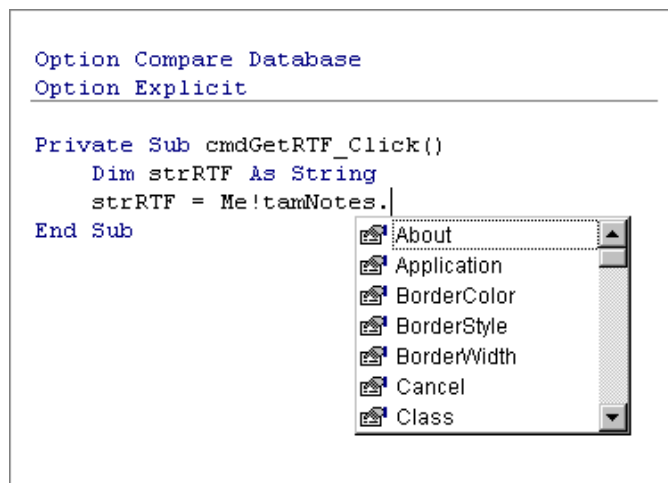 Option Compare Database
Option Explicit
Private Sub cmdGetRTF_Click()
    Dim strRTF As String
    strRTF = Me!tamNotes.
End Sub
About
Application
BorderColor
BorderStyle
BorderWidth
Cancel
Class